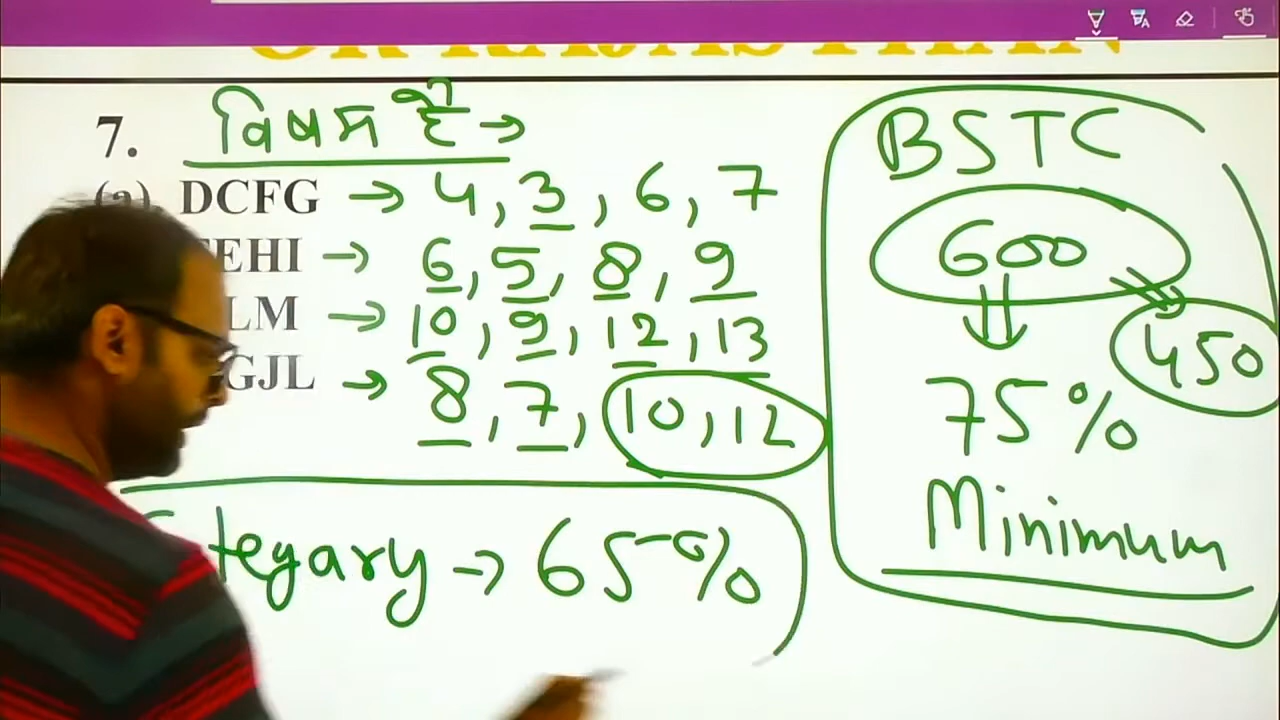 7. विषम है →
DCFG → 4, 3, 6, 7
EHI → 6, 5, 8, 9
LM → 10, 9, 12, 13
GJL → 8, 7, 10, 12
tegary → 65%
BSTC
600
450
75%
Minimum